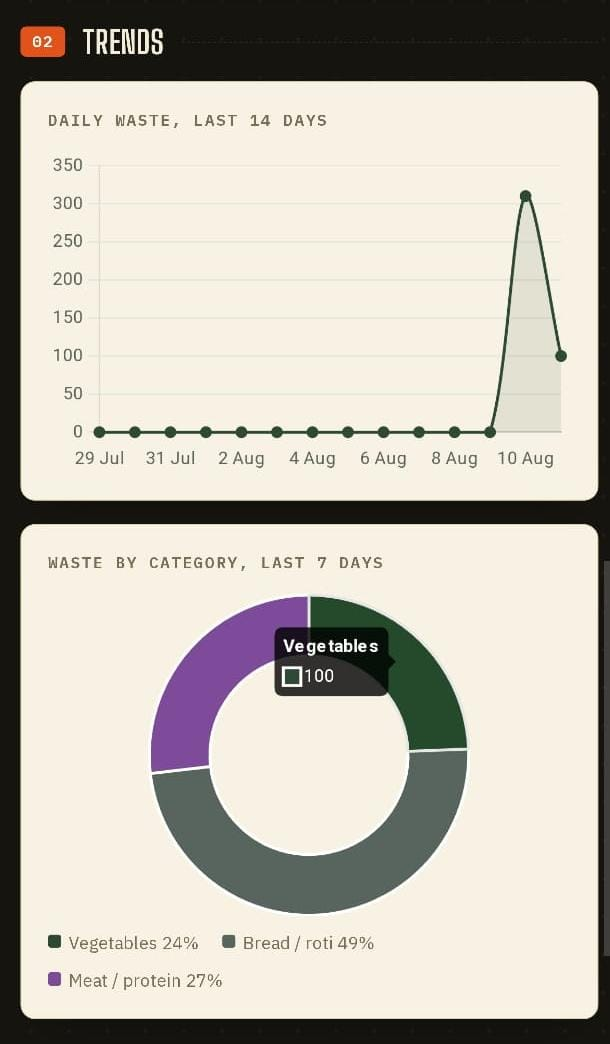 02 TRENDS
DAILY WASTE, LAST 14 DAYS
350
300
250
200
150
100
50
0
29 Jul 31 Jul 2 Aug 4 Aug 6 Aug 8 Aug 10 Aug
WASTE BY CATEGORY, LAST 7 DAYS
Vegetables
100
Vegetables 24% Bread / roti 49%
Meat / protein 27%